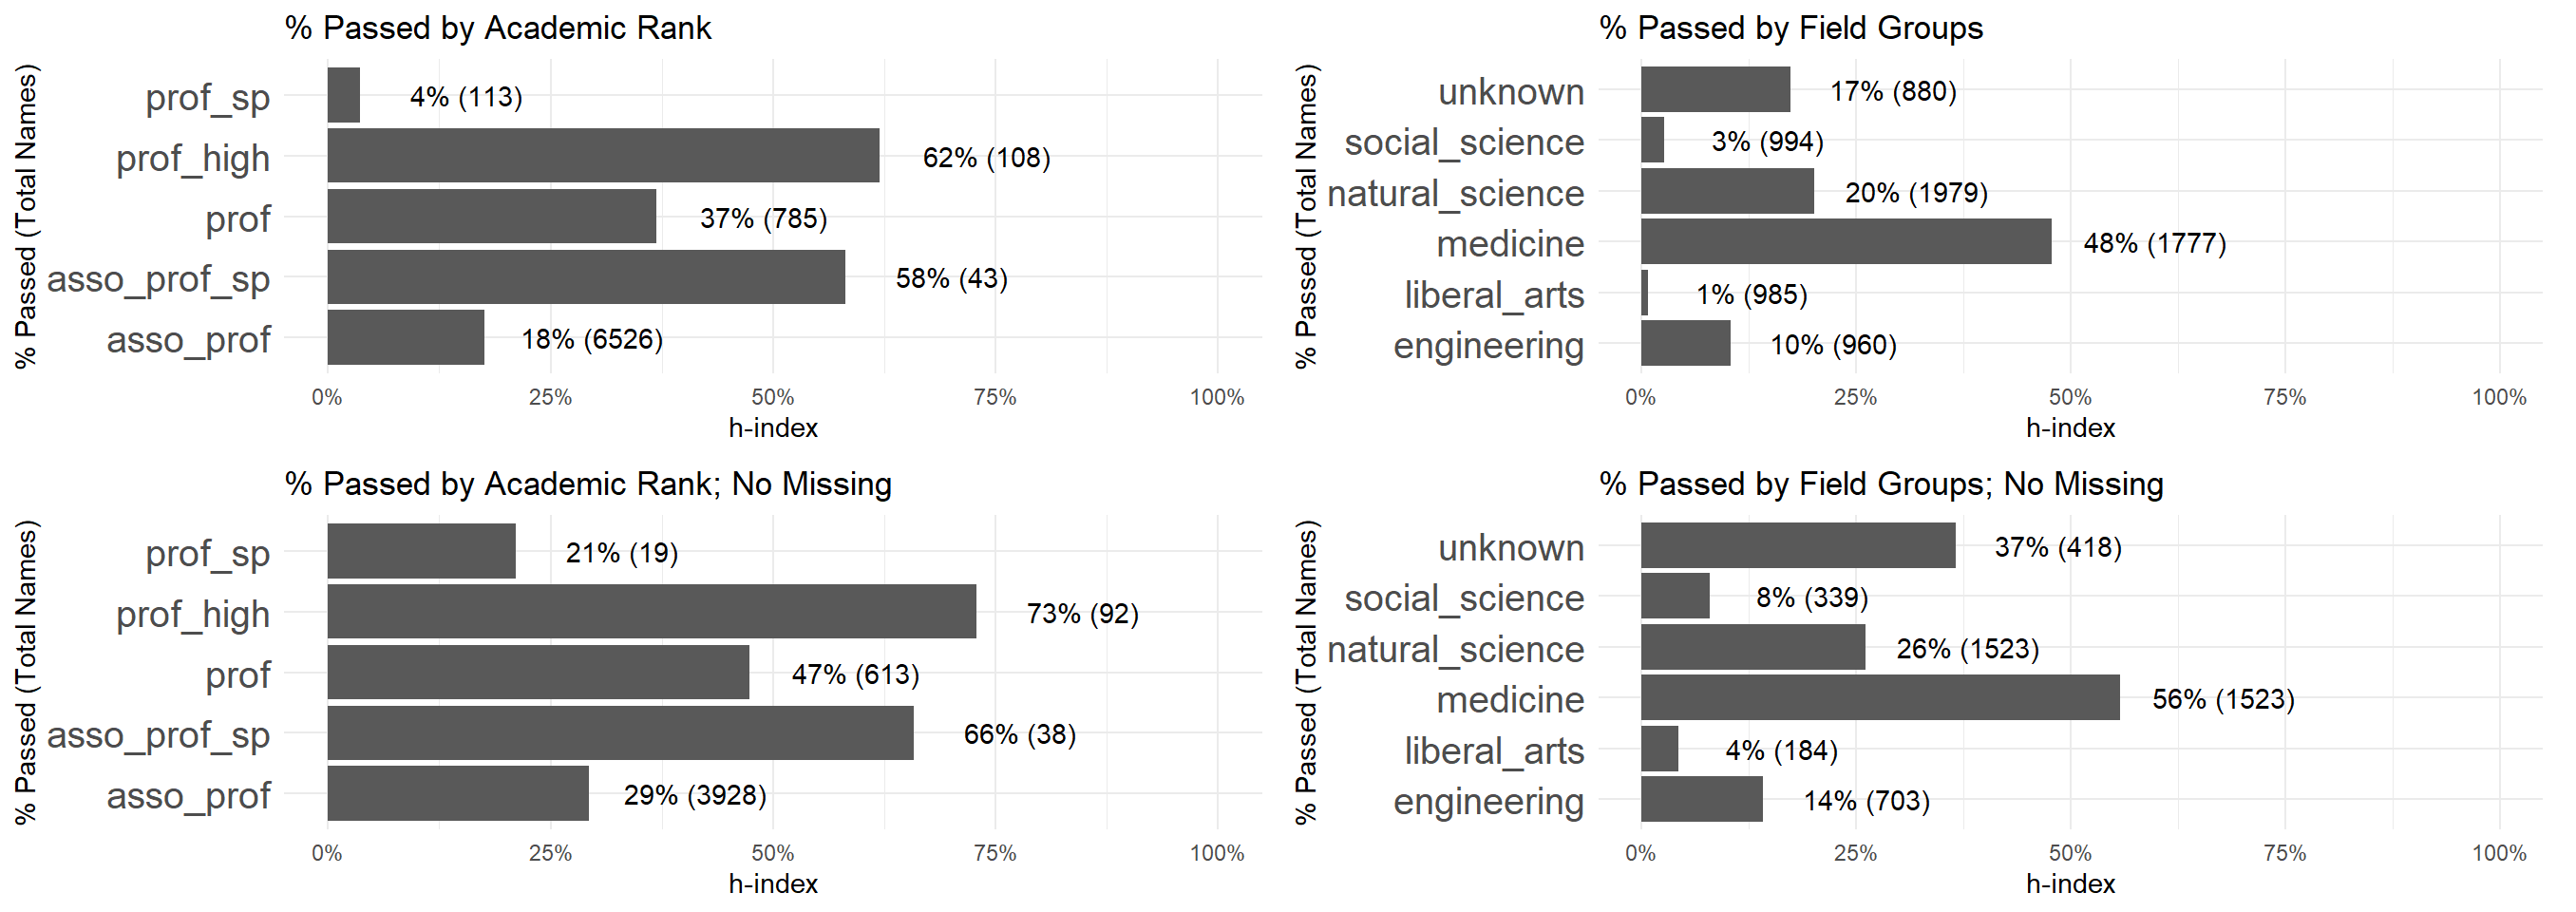 % Passed by Academic Rank
% Passed (Total Names)
prof_sp
4% (113)
prof_high
62% (108)
prof
37% (785)
asso_prof_sp
58% (43)
asso_prof
18% (6526)
0% 25% 50% 75% 100%
h-index
% Passed by Field Groups
% Passed (Total Names)
unknown
17% (880)
social_science
3% (994)
natural_science
20% (1979)
medicine
48% (1777)
liberal_arts
1% (985)
engineering
10% (960)
0% 25% 50% 75% 100%
h-index
% Passed by Academic Rank; No Missing
% Passed (Total Names)
prof_sp
21% (19)
prof_high
73% (92)
prof
47% (613)
asso_prof_sp
66% (38)
asso_prof
29% (3928)
0% 25% 50% 75% 100%
h-index
% Passed by Field Groups; No Missing
% Passed (Total Names)
unknown
37% (418)
social_science
8% (339)
natural_science
26% (1523)
medicine
56% (1523)
liberal_arts
4% (184)
engineering
14% (703)
0% 25% 50% 75% 100%
h-index